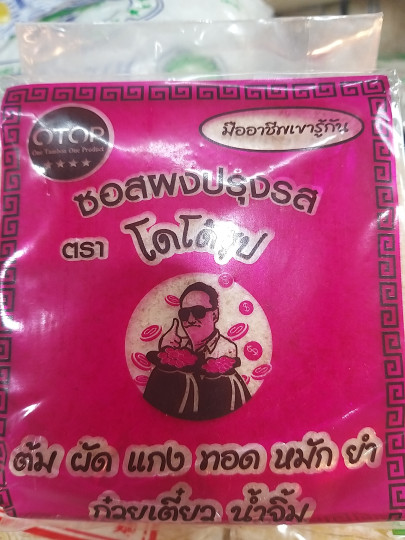 OTOP
One Tambon One Product
มืออาชีพเขารู้กัน
ซอสผงปรุงรส
ตรา โดโด้ซุป
ต้ม ผัด แกง ทอด หมัก ยำ
ก๋วยเตี๋ยว น้ำจิ้ม